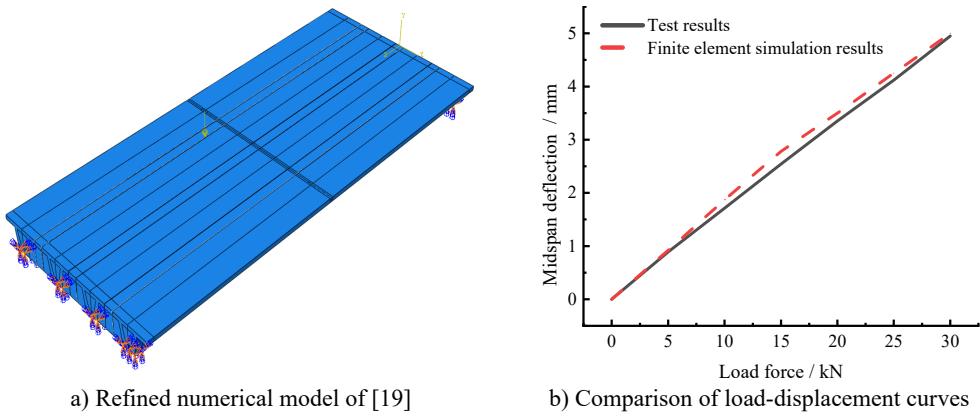 Test results
Finite element simulation results
5
4
3
2
1
0
Midspan deflection / mm
0 5 10 15 20 25 30
Load force / kN
a) Refined numerical model of [19]
b) Comparison of load-displacement curves